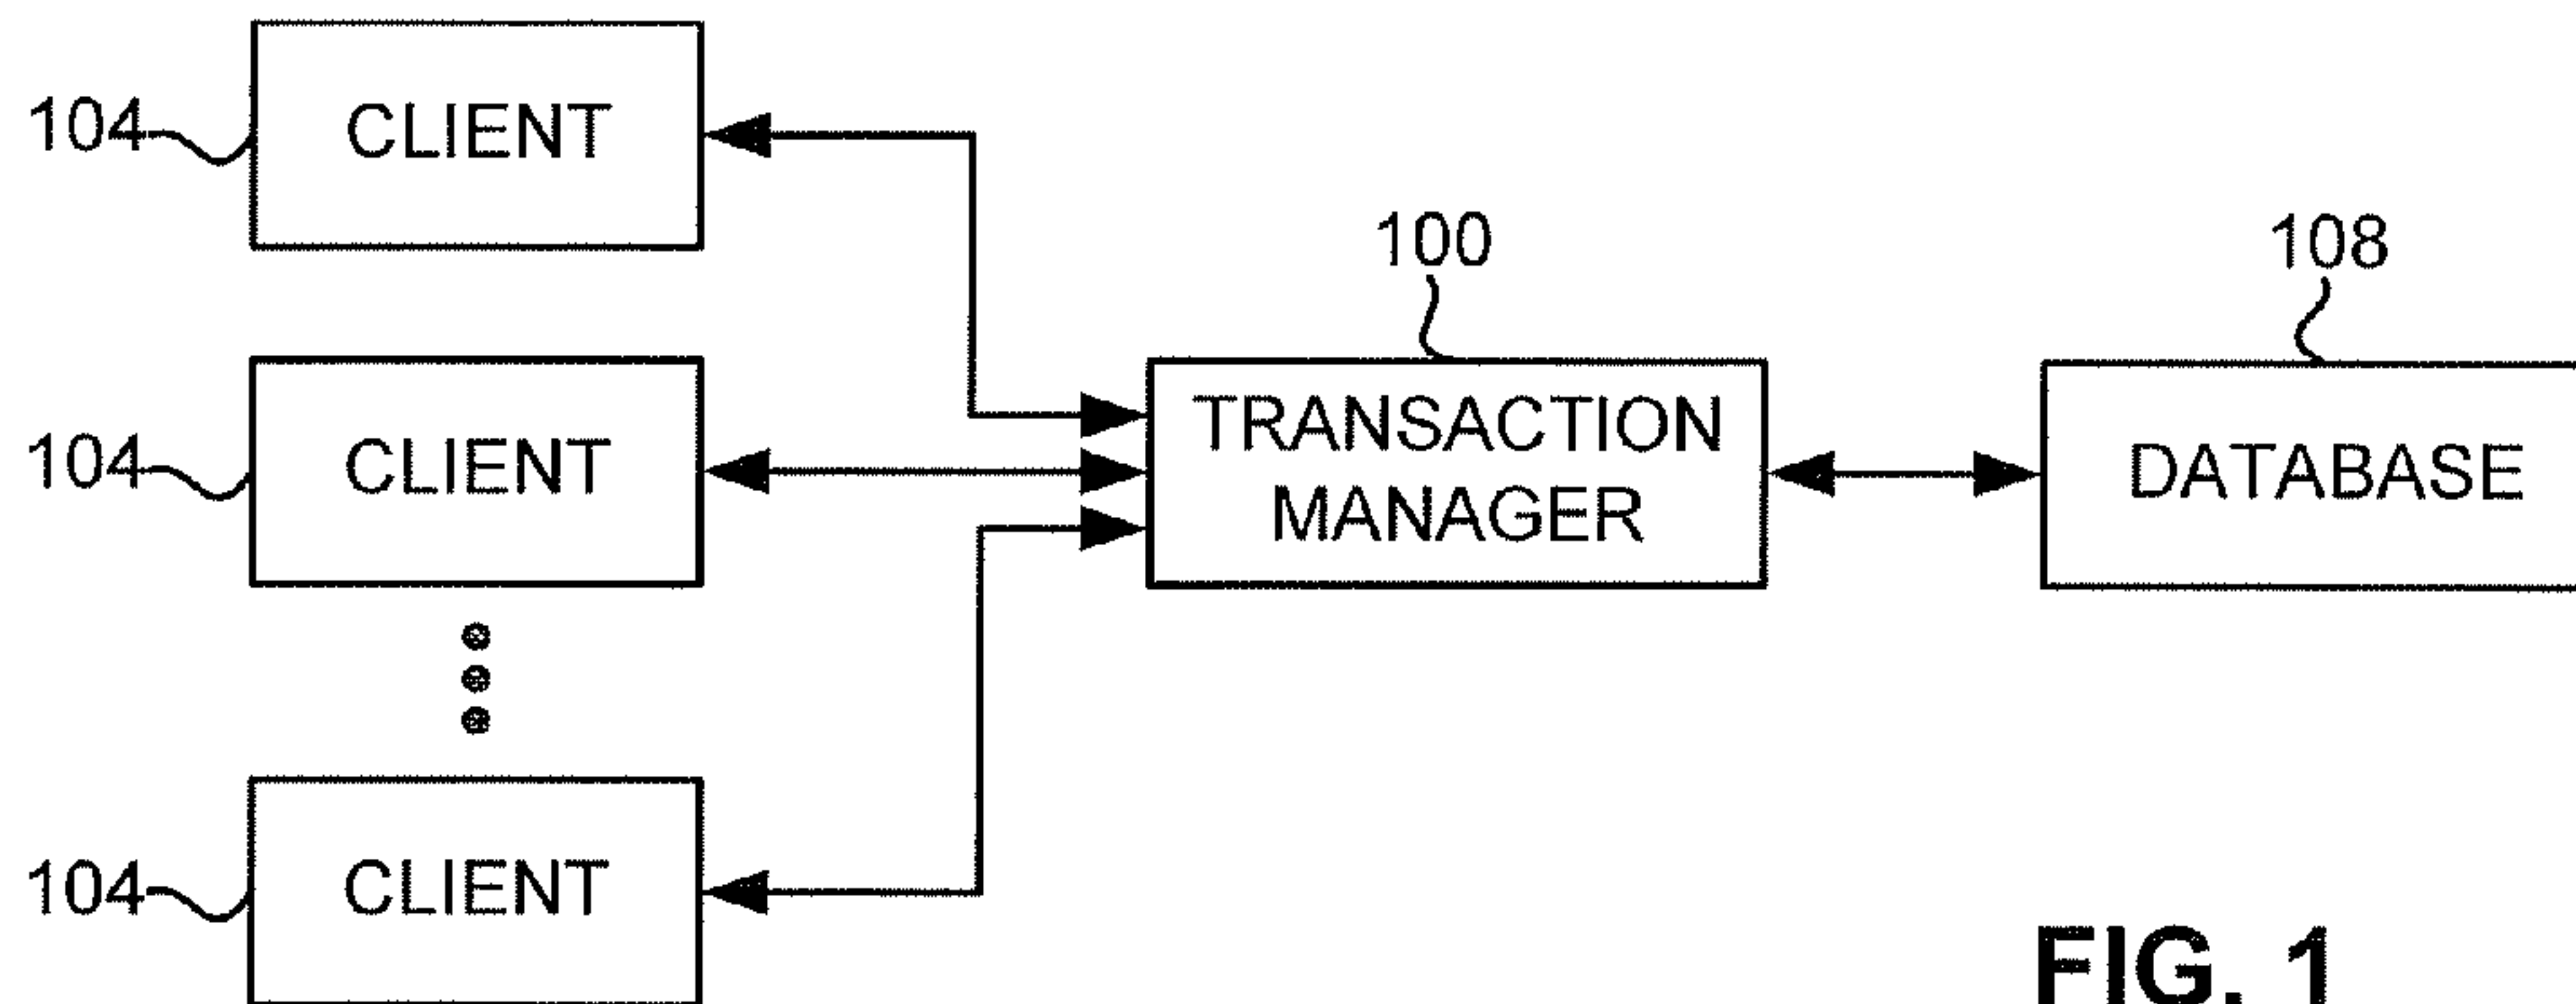 104 CLIENT
100
108
104 CLIENT
TRANSACTION
MANAGER
DATABASE
104 CLIENT
FIG. 1